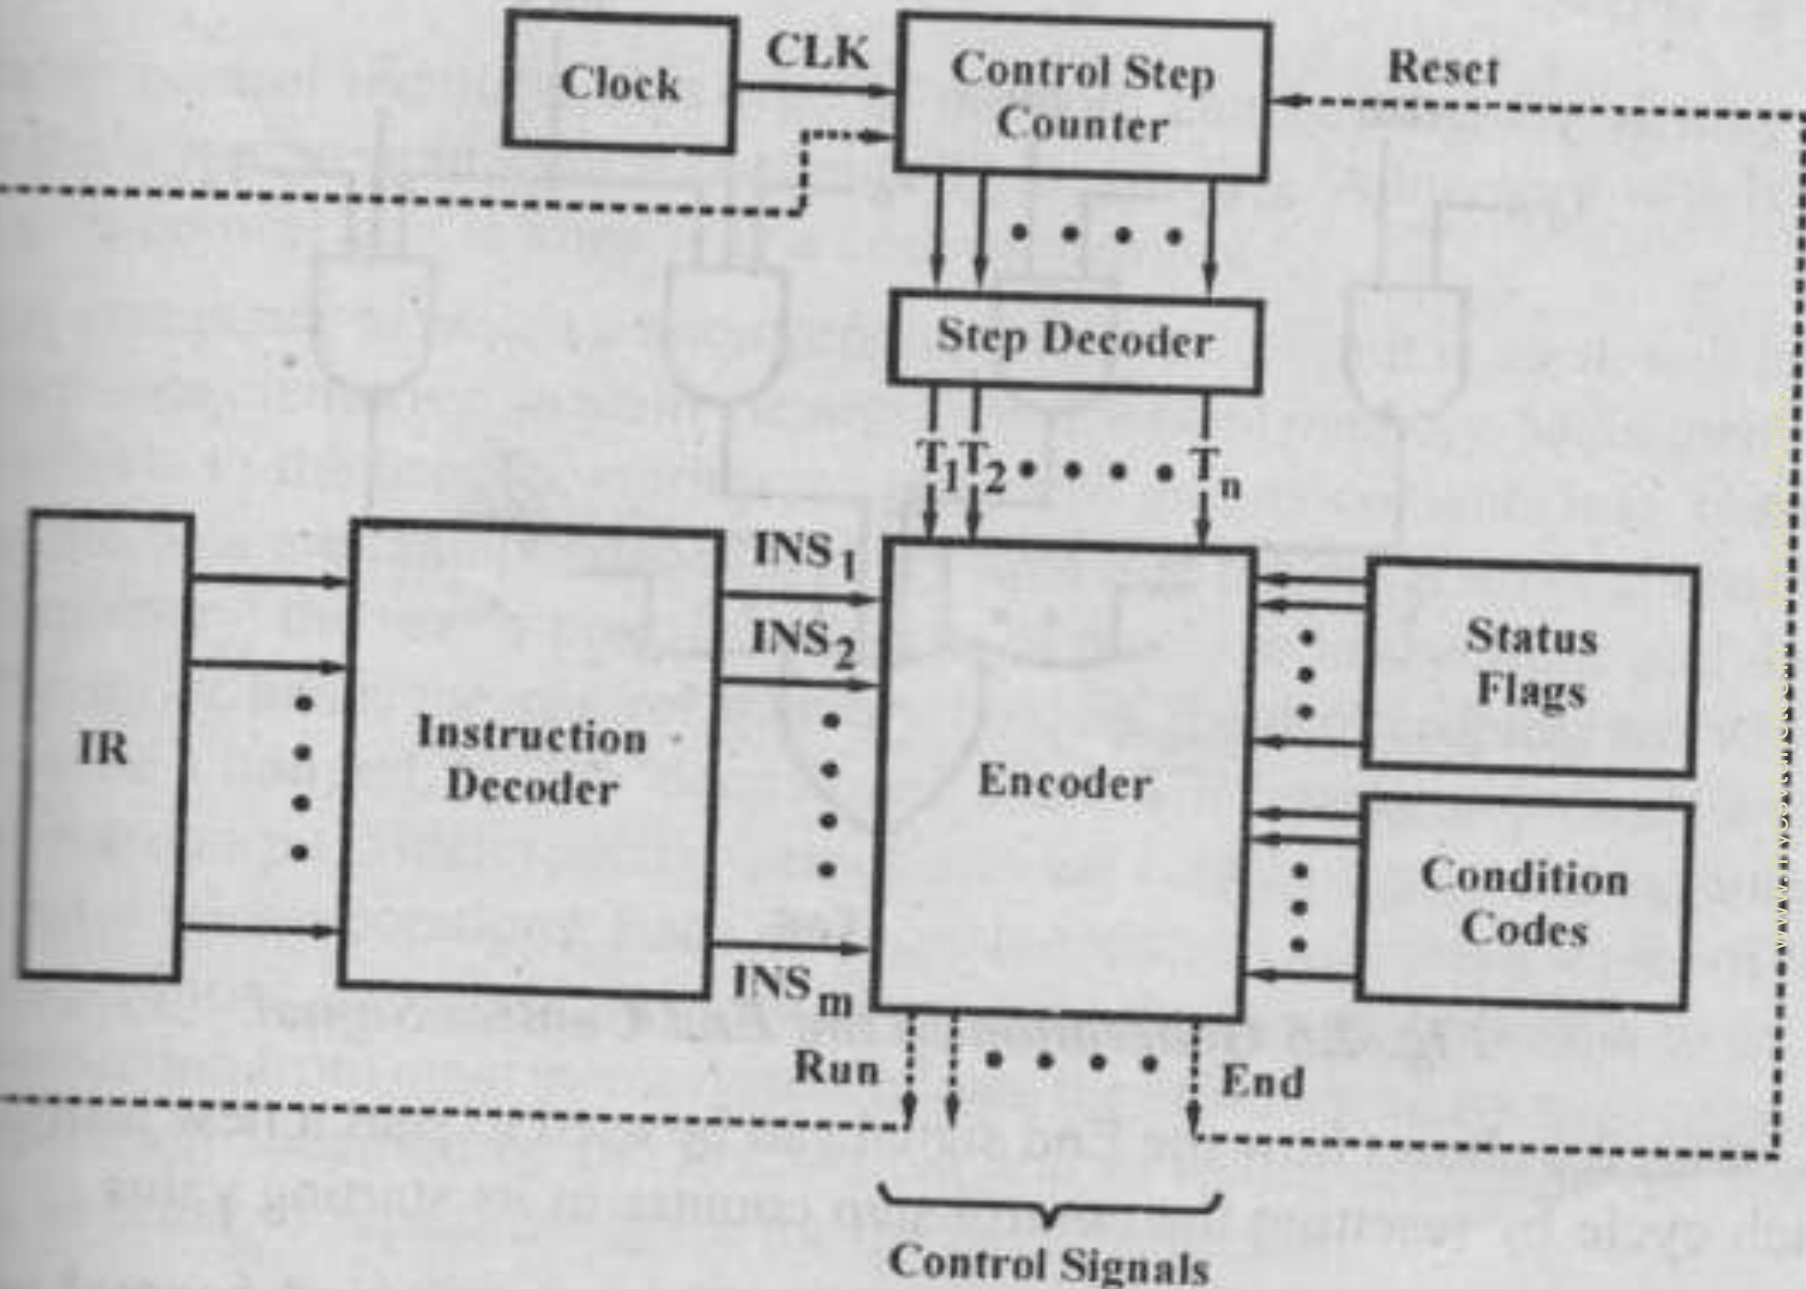 Clock
CLK
Control Step
Counter
Reset
Step Decoder
T1 T2 Tn
IR
Instruction
Decoder
INS1
INS2
INSm
Encoder
Status
Flags
Condition
Codes
Run
End
Control Signals